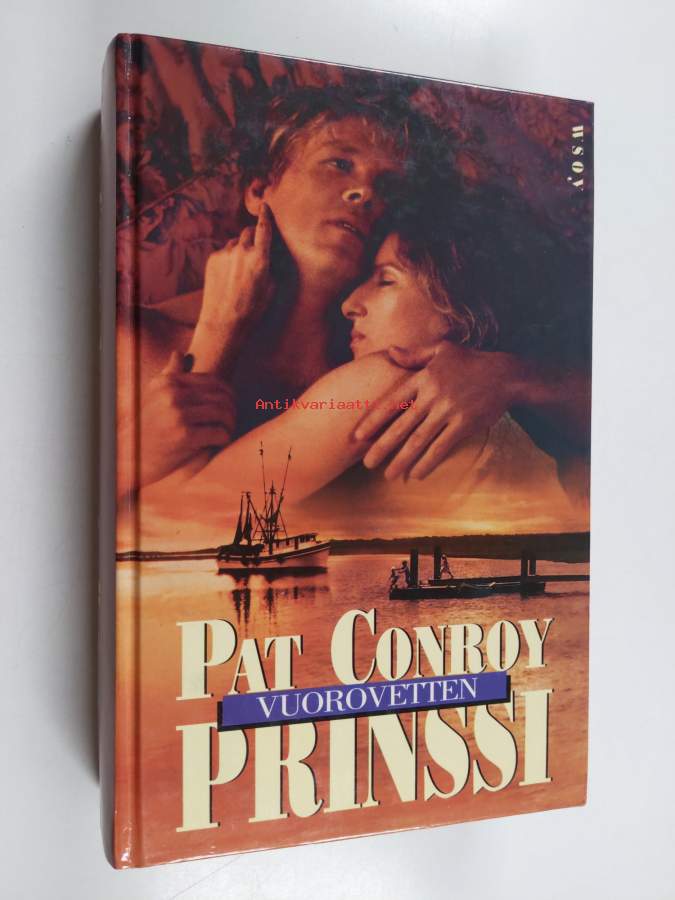 WSOY
Antikvariaatti.net
PAT CONROY
VUOROVETTEN
PRINSSI